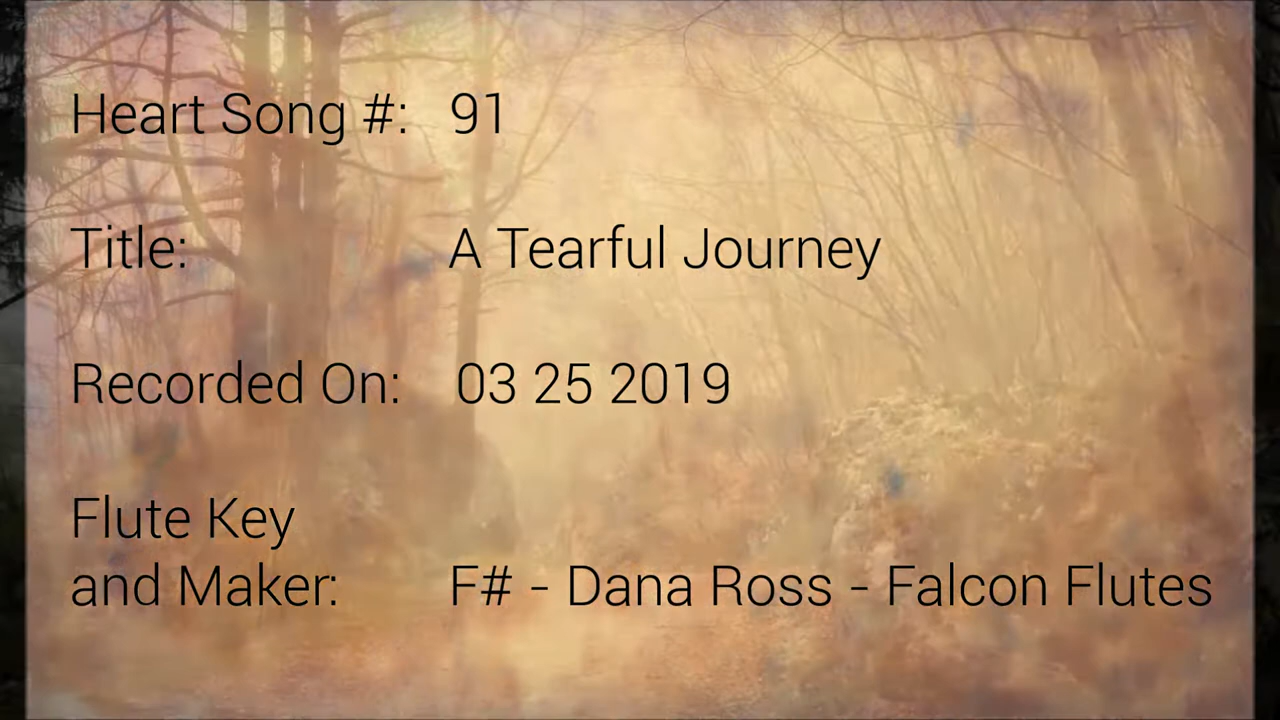 Heart Song #: 91
Title: A Tearful Journey
Recorded On: 03 25 2019
Flute Key
and Maker: F# - Dana Ross - Falcon Flutes